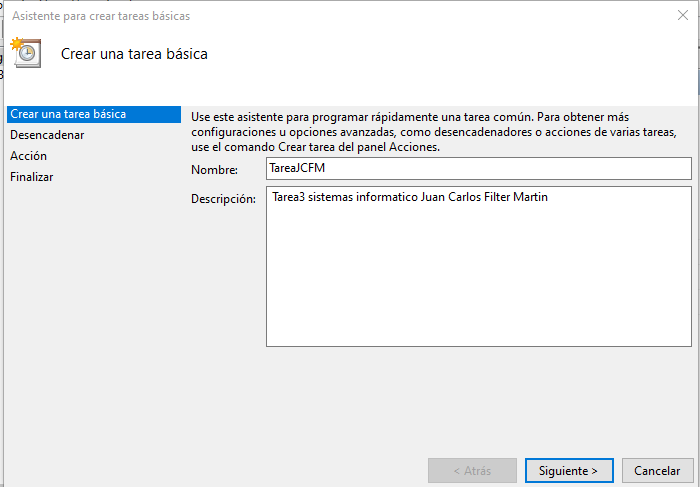 Asistente para crear tareas básicas
Crear una tarea básica
Crear una tarea básica
Desencadenar
Acción
Finalizar
Use este asistente para programar rápidamente una tarea común. Para obtener más
configuraciones u opciones avanzadas, como desencadenadores o acciones de varias tareas,
use el comando Crear tarea del panel Acciones.
Nombre: TareaJCFM
Descripción: Tarea3 sistemas informatico Juan Carlos Filter Martin
< Atrás Siguiente > Cancelar